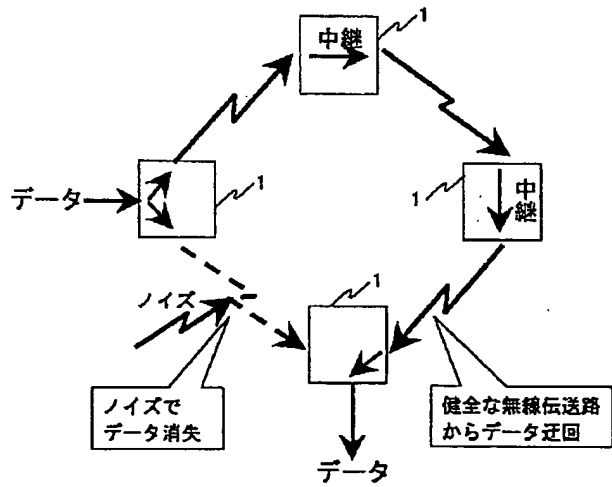 1
中継
データ
1
1
中継
ノイズ
1
ノイズで
データ消失
健全な無線伝送路
からデータ迂回
データ